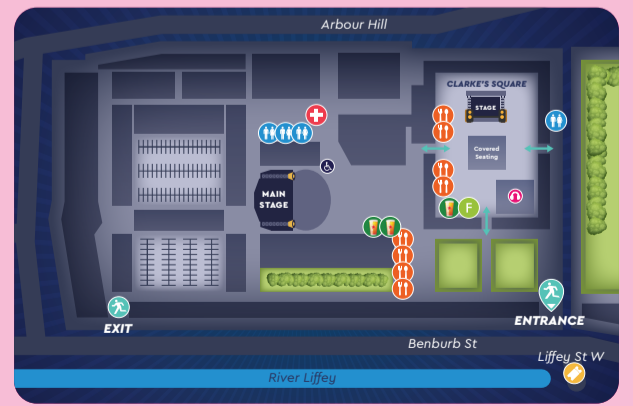 Arbour Hill
CLARKE'S SQUARE
STAGE
Covered
Seating
MAIN
STAGE
F
EXIT
ENTRANCE
Benburb St
Liffey St W
River Liffey